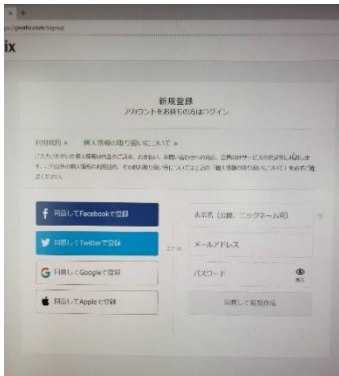 peatix.com/signup
ix
新規登録
アカウントをお持ちの方はログイン
利用規約 »　個人情報の取り扱いについて »
同意してFacebookで登録
同意してTwitterで登録
同意してGoogleで登録
同意してAppleで登録
または
表示名（公開、ニックネーム可）
メールアドレス
パスワード
表示
同意して新規作成